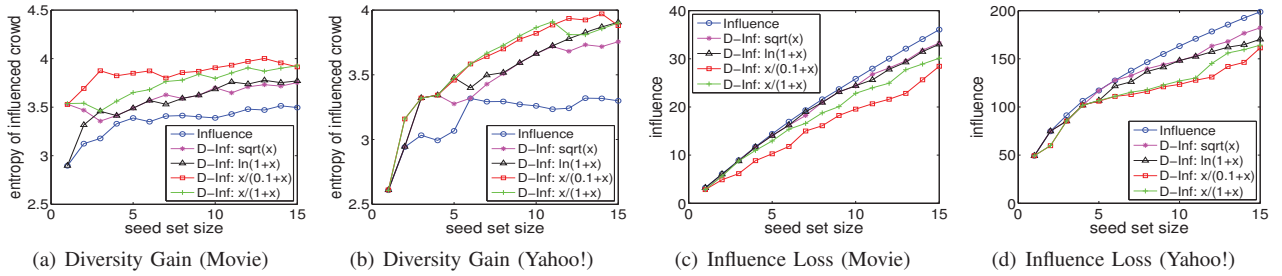 4.5
4
3.5
3
2.5
0
5
10
15
entropy of influenced crowd
seed set size
Influence
D−Inf: sqrt(x)
D−Inf: ln(1+x)
D−Inf: x/(0.1+x)
D−Inf: x/(1+x)
(a) Diversity Gain (Movie)
4
3.5
3
2.5
0
5
10
15
entropy of influenced crowd
seed set size
Influence
D−Inf: sqrt(x)
D−Inf: ln(1+x)
D−Inf: x/(0.1+x)
D−Inf: x/(1+x)
(b) Diversity Gain (Yahoo!)
40
30
20
10
0
0
5
10
15
influence
seed set size
Influence
D−Inf: sqrt(x)
D−Inf: ln(1+x)
D−Inf: x/(0.1+x)
D−Inf: x/(1+x)
(c) Influence Loss (Movie)
200
150
100
50
0
0
5
10
15
influence
seed set size
Influence
D−Inf: sqrt(x)
D−Inf: ln(1+x)
D−Inf: x/(0.1+x)
D−Inf: x/(1+x)
(d) Influence Loss (Yahoo!)